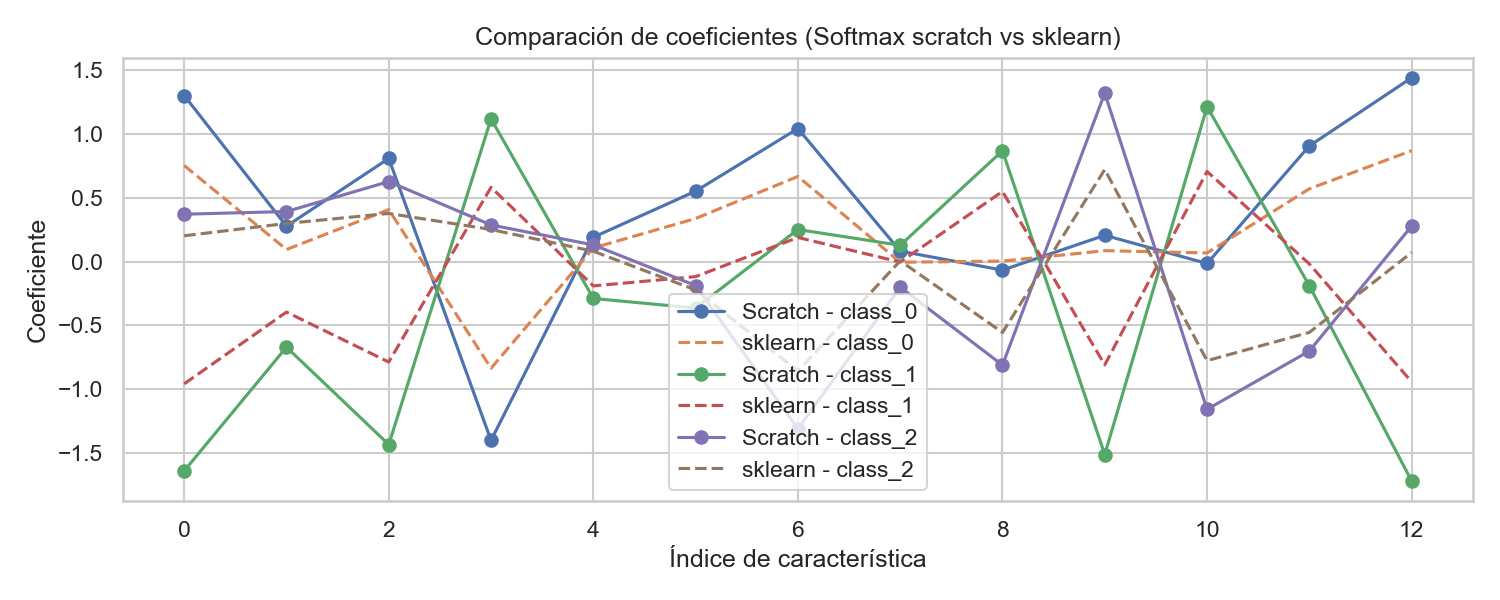 Comparación de coeficientes (Softmax scratch vs sklearn)
Coeficiente
1.5
1.0
0.5
0.0
−0.5
−1.0
−1.5
Scratch - class_0
sklearn - class_0
Scratch - class_1
sklearn - class_1
Scratch - class_2
sklearn - class_2
0 2 4 6 8 10 12
Índice de característica